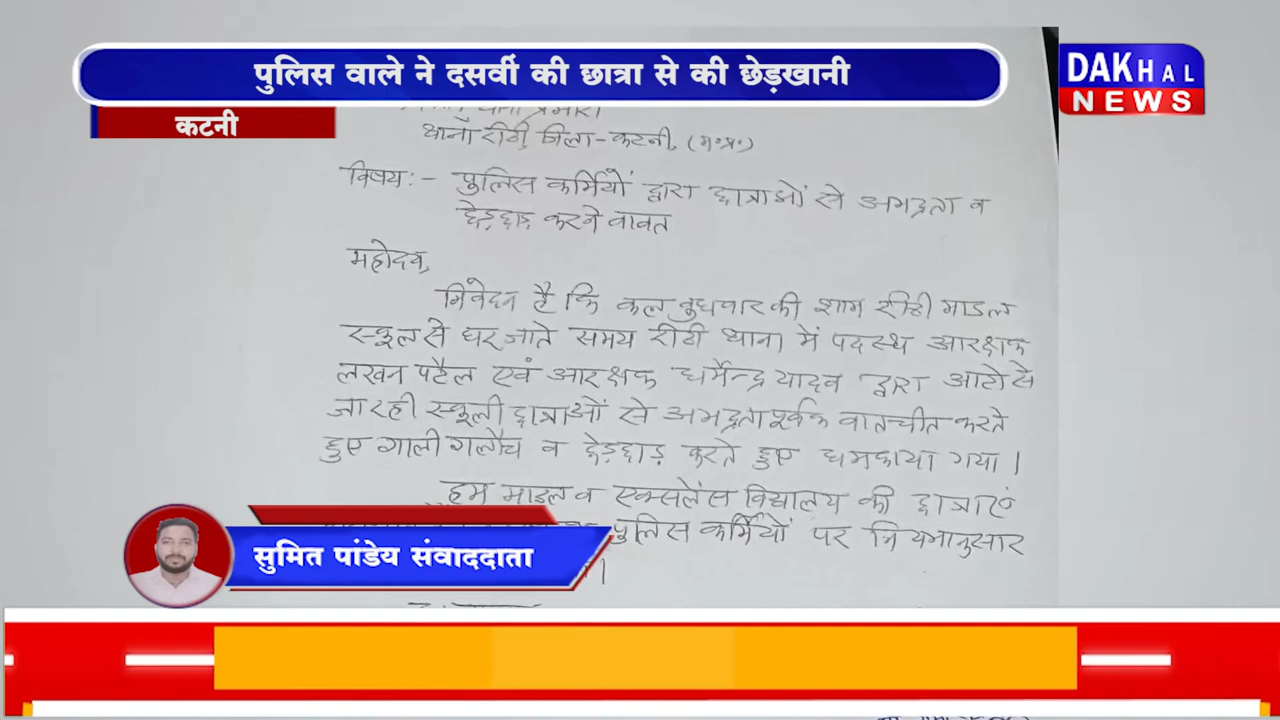 पुलिस वाले ने दसवीं की छात्रा से की छेड़खानी
DAKHAL
NEWS
कटनी
थाना रीठी, जिला-कटनी, (म०प्र०)
विषय:- पुलिस कर्मियों द्वारा छात्राओं से अभद्रता व
छेड़छाड़ करने वावत
महोदय,
निवेदन है कि कल बुधवार की शाम रीठी माडल
स्कूल से घर जाते समय रीठी थाना में पदस्थ आरक्षक
लखन पटैल एवं आरक्षक धर्मेन्द्र यादव द्वारा आटो से
जा रही स्कूली छात्राओं से अभद्रतापूर्वक वातचीत करते
हुए गाली गलौच व छेड़छाड़ करते हुए धमकाया गया।
हम माडल व एक्सलेंस विद्यालय की छात्राएं
पुलिस कर्मियों पर नियमानुसार
सुमित पांडेय संवाददाता